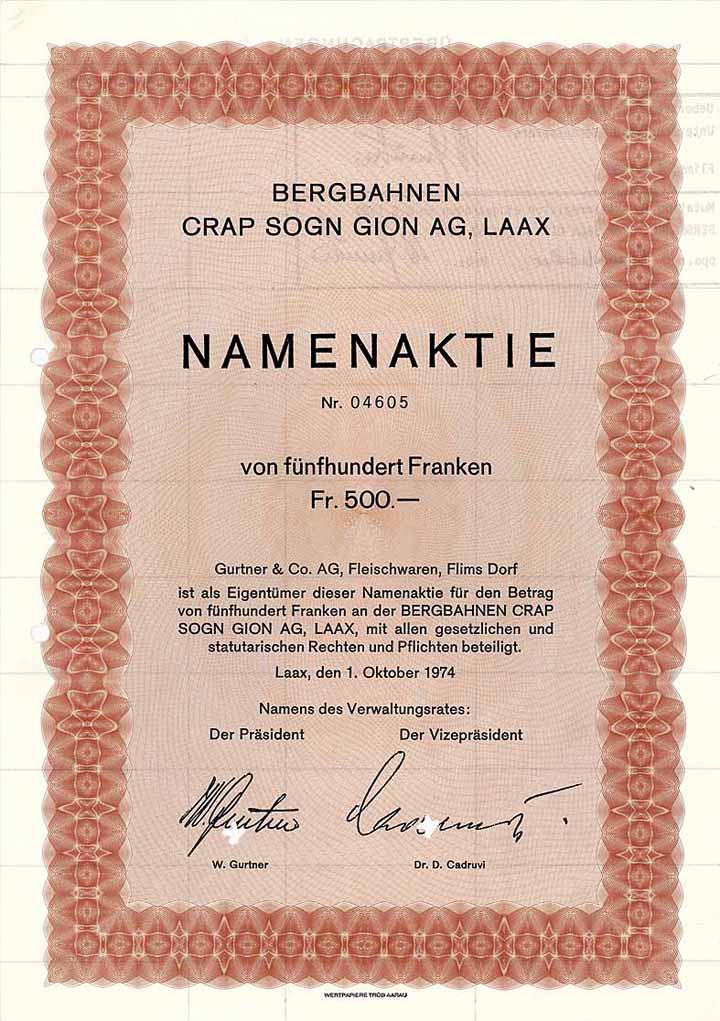 BERGBAHNEN
CRAP SOGN GION AG, LAAX
NAMENAKTIE
Nr. 04605
von fünfhundert Franken
Fr. 500.—
Gurtner & Co. AG, Fleischwaren, Flims Dorf
ist als Eigentümer dieser Namenaktie für den Betrag
von fünfhundert Franken an der BERGBAHNEN CRAP
SOGN GION AG, LAAX, mit allen gesetzlichen und
statutarischen Rechten und Pflichten beteiligt.
Laax, den 1. Oktober 1974
Namens des Verwaltungsrates:
Der Präsident Der Vizepräsident
W. Gurtner
W. Gurtner Dr. D. Cadruvi
WERTPAPIERE TRÜB AARAU